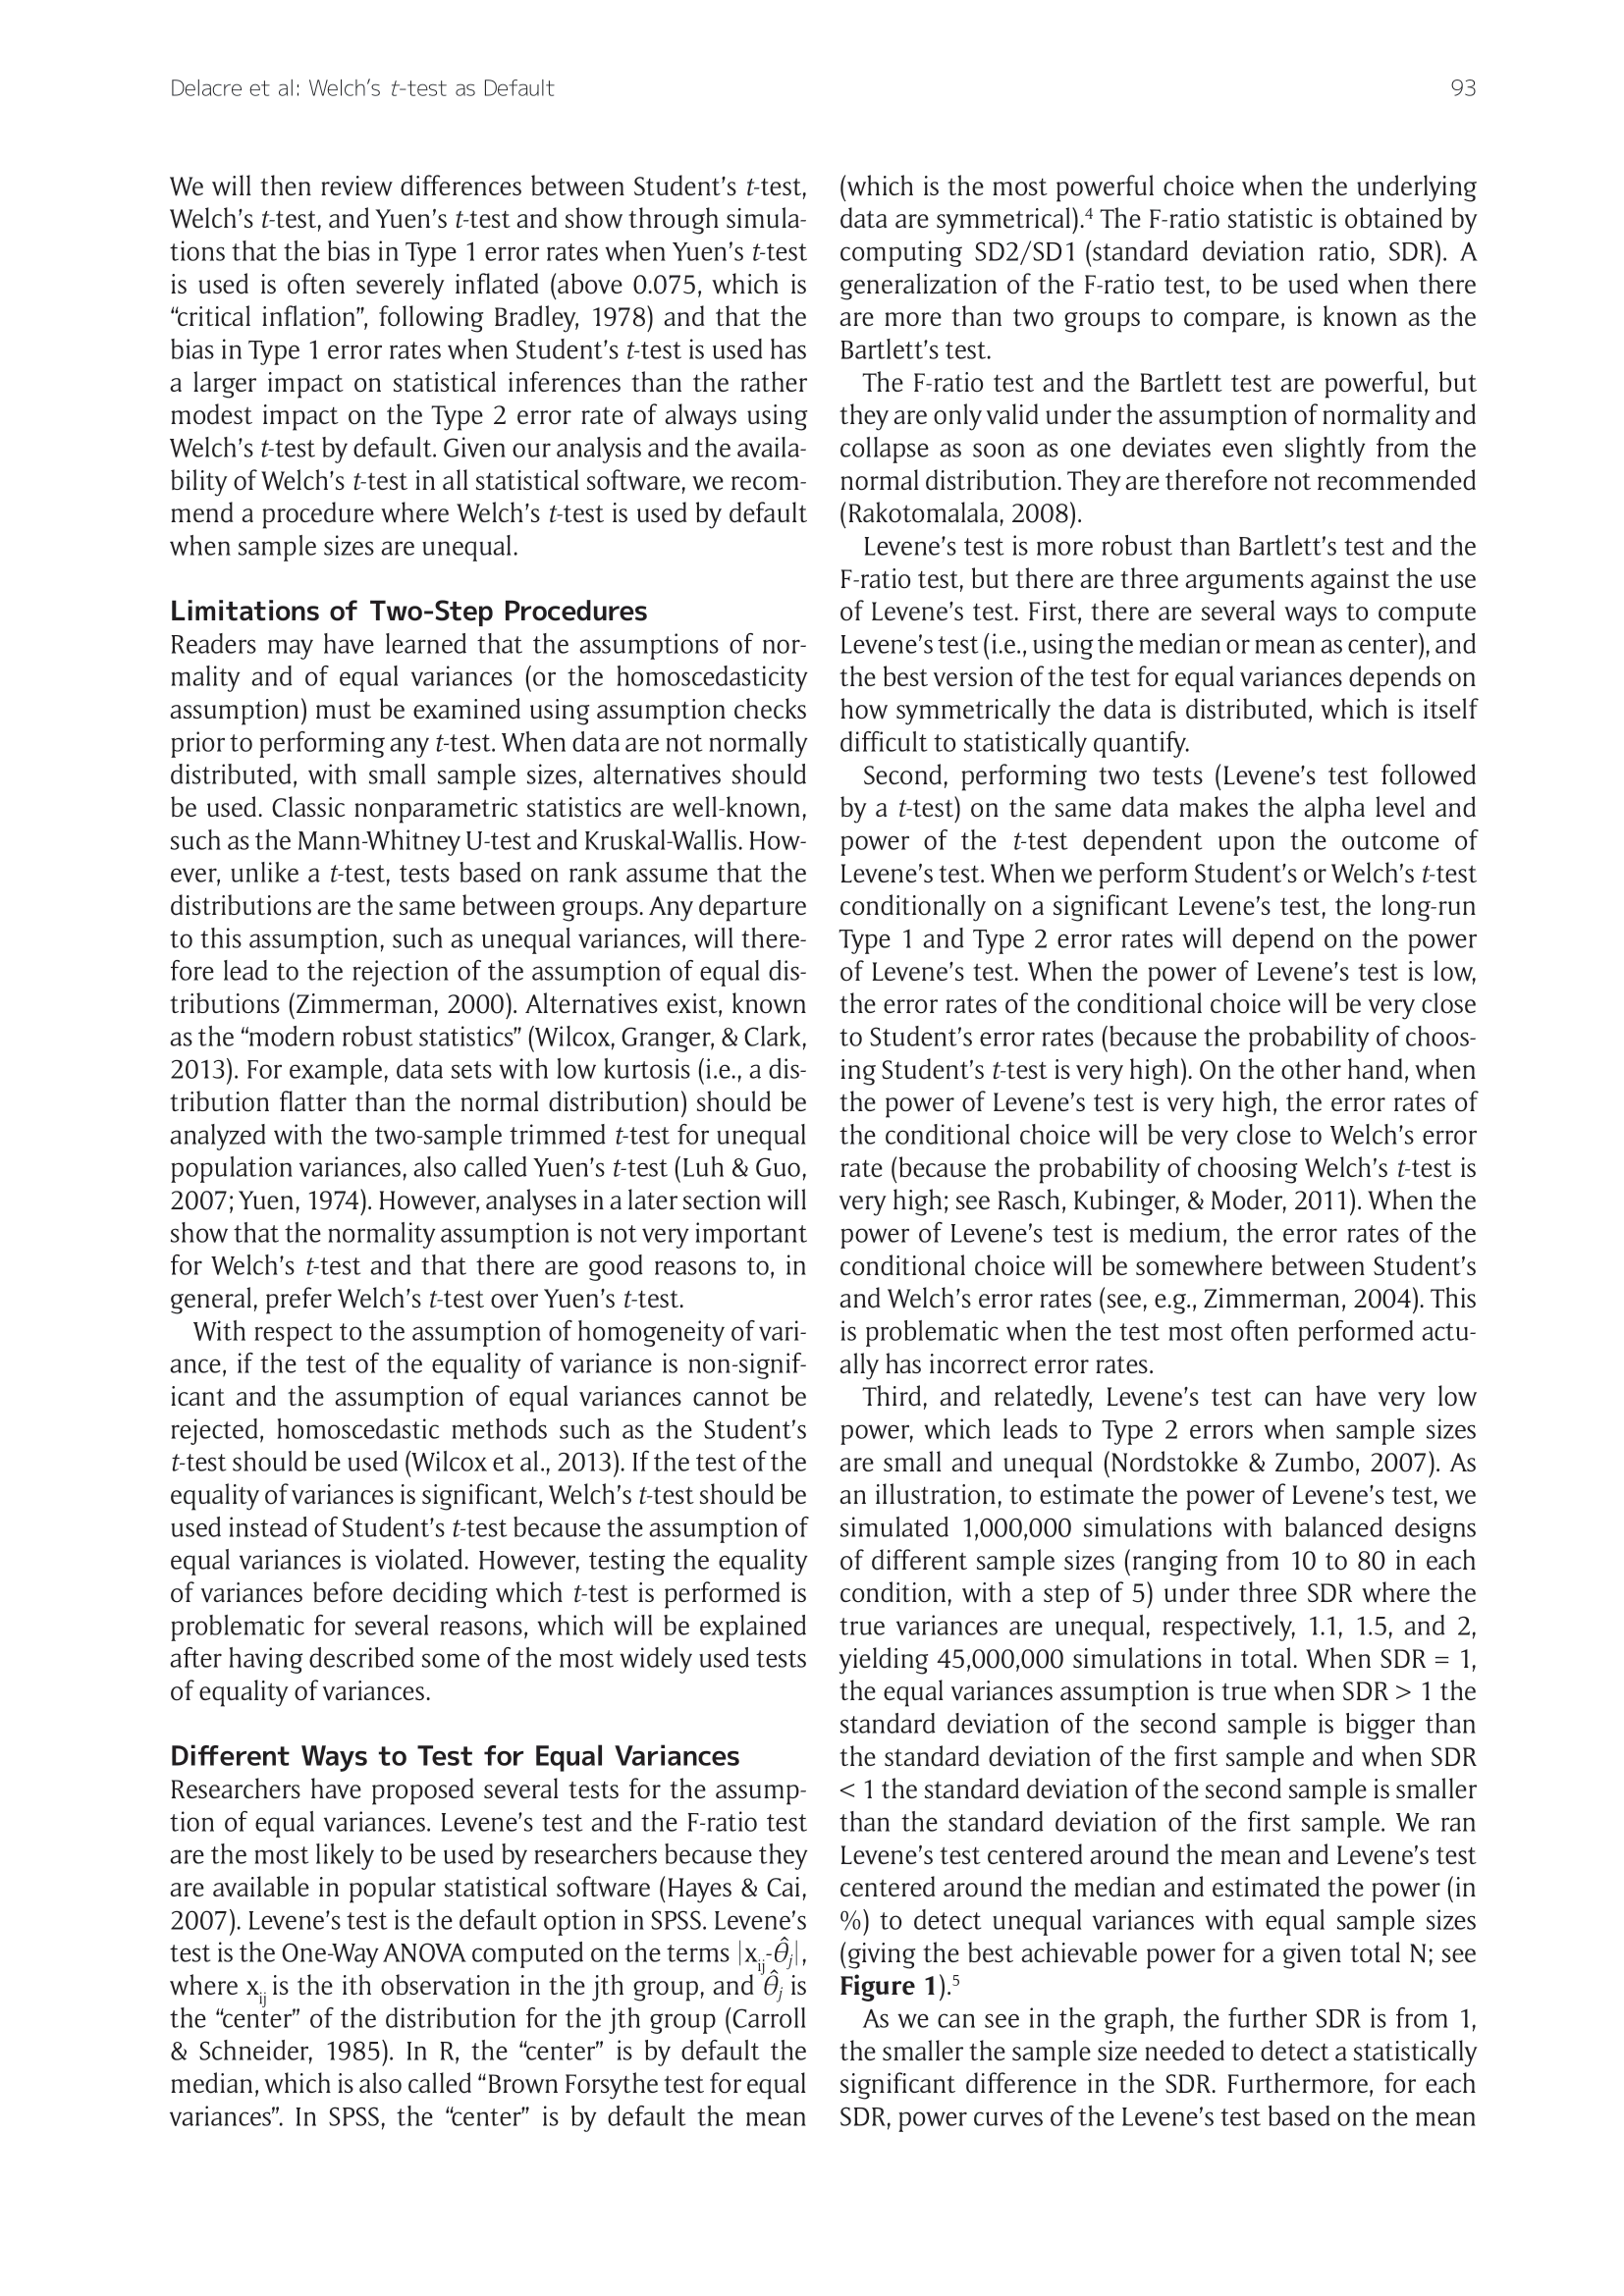 Delacre et al: Welch's t-test as Default
93
We will then review differences between Student's t-test,
Welch's t-test, and Yuen's t-test and show through simula-
tions that the bias in Type 1 error rates when Yuen's t-test
is used is often severely inflated (above 0.075, which is
“critical inflation”, following Bradley, 1978) and that the
bias in Type 1 error rates when Student's t-test is used has
a larger impact on statistical inferences than the rather
modest impact on the Type 2 error rate of always using
Welch's t-test by default. Given our analysis and the availa-
bility of Welch's t-test in all statistical software, we recom-
mend a procedure where Welch's t-test is used by default
when sample sizes are unequal.
Limitations of Two-Step Procedures
Readers may have learned that the assumptions of nor-
mality and of equal variances (or the homoscedasticity
assumption) must be examined using assumption checks
prior to performing any t-test. When data are not normally
distributed, with small sample sizes, alternatives should
be used. Classic nonparametric statistics are well-known,
such as the Mann-Whitney U-test and Kruskal-Wallis. How-
ever, unlike a t-test, tests based on rank assume that the
distributions are the same between groups. Any departure
to this assumption, such as unequal variances, will there-
fore lead to the rejection of the assumption of equal dis-
tributions (Zimmerman, 2000). Alternatives exist, known
as the “modern robust statistics” (Wilcox, Granger, & Clark,
2013). For example, data sets with low kurtosis (i.e., a dis-
tribution flatter than the normal distribution) should be
analyzed with the two-sample trimmed t-test for unequal
population variances, also called Yuen's t-test (Luh & Guo,
2007; Yuen, 1974). However, analyses in a later section will
show that the normality assumption is not very important
for Welch's t-test and that there are good reasons to, in
general, prefer Welch's t-test over Yuen's t-test.
With respect to the assumption of homogeneity of vari-
ance, if the test of the equality of variance is non-signif-
icant and the assumption of equal variances cannot be
rejected, homoscedastic methods such as the Student's
t-test should be used (Wilcox et al., 2013). If the test of the
equality of variances is significant, Welch's t-test should be
used instead of Student's t-test because the assumption of
equal variances is violated. However, testing the equality
of variances before deciding which t-test is performed is
problematic for several reasons, which will be explained
after having described some of the most widely used tests
of equality of variances.
Different Ways to Test for Equal Variances
Researchers have proposed several tests for the assump-
tion of equal variances. Levene's test and the F-ratio test
are the most likely to be used by researchers because they
are available in popular statistical software (Hayes & Cai,
2007). Levene's test is the default option in SPSS. Levene's
test is the One-Way ANOVA computed on the terms |xij-θ̂j|,
where xij is the ith observation in the jth group, and θ̂j is
the “center” of the distribution for the jth group (Carroll
& Schneider, 1985). In R, the “center” is by default the
median, which is also called “Brown Forsythe test for equal
variances”. In SPSS, the “center” is by default the mean
(which is the most powerful choice when the underlying
data are symmetrical).⁴ The F-ratio statistic is obtained by
computing SD2/SD1 (standard deviation ratio, SDR). A
generalization of the F-ratio test, to be used when there
are more than two groups to compare, is known as the
Bartlett's test.
The F-ratio test and the Bartlett test are powerful, but
they are only valid under the assumption of normality and
collapse as soon as one deviates even slightly from the
normal distribution. They are therefore not recommended
(Rakotomalala, 2008).
Levene's test is more robust than Bartlett's test and the
F-ratio test, but there are three arguments against the use
of Levene's test. First, there are several ways to compute
Levene's test (i.e., using the median or mean as center), and
the best version of the test for equal variances depends on
how symmetrically the data is distributed, which is itself
difficult to statistically quantify.
Second, performing two tests (Levene's test followed
by a t-test) on the same data makes the alpha level and
power of the t-test dependent upon the outcome of
Levene's test. When we perform Student's or Welch's t-test
conditionally on a significant Levene's test, the long-run
Type 1 and Type 2 error rates will depend on the power
of Levene's test. When the power of Levene's test is low,
the error rates of the conditional choice will be very close
to Student's error rates (because the probability of choos-
ing Student's t-test is very high). On the other hand, when
the power of Levene's test is very high, the error rates of
the conditional choice will be very close to Welch's error
rate (because the probability of choosing Welch's t-test is
very high; see Rasch, Kubinger, & Moder, 2011). When the
power of Levene's test is medium, the error rates of the
conditional choice will be somewhere between Student's
and Welch's error rates (see, e.g., Zimmerman, 2004). This
is problematic when the test most often performed actu-
ally has incorrect error rates.
Third, and relatedly, Levene's test can have very low
power, which leads to Type 2 errors when sample sizes
are small and unequal (Nordstokke & Zumbo, 2007). As
an illustration, to estimate the power of Levene's test, we
simulated 1,000,000 simulations with balanced designs
of different sample sizes (ranging from 10 to 80 in each
condition, with a step of 5) under three SDR where the
true variances are unequal, respectively, 1.1, 1.5, and 2,
yielding 45,000,000 simulations in total. When SDR = 1,
the equal variances assumption is true when SDR > 1 the
standard deviation of the second sample is bigger than
the standard deviation of the first sample and when SDR
< 1 the standard deviation of the second sample is smaller
than the standard deviation of the first sample. We ran
Levene's test centered around the mean and Levene's test
centered around the median and estimated the power (in
%) to detect unequal variances with equal sample sizes
(giving the best achievable power for a given total N; see
Figure 1).⁵
As we can see in the graph, the further SDR is from 1,
the smaller the sample size needed to detect a statistically
significant difference in the SDR. Furthermore, for each
SDR, power curves of the Levene's test based on the mean